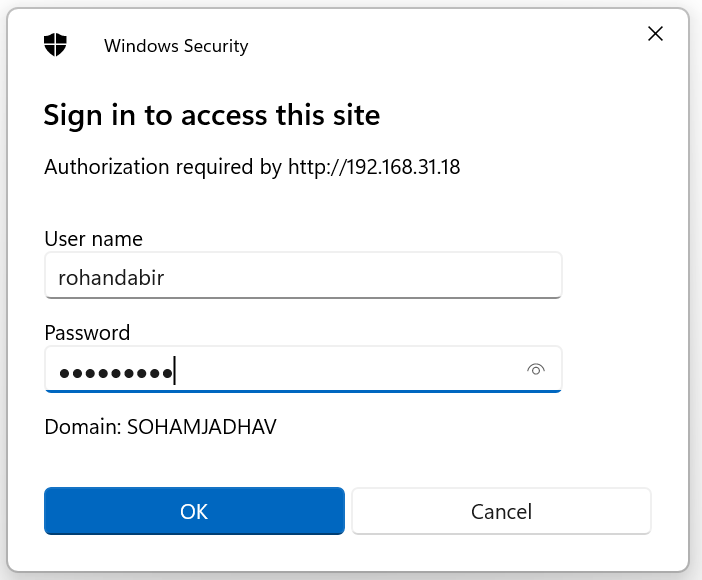 Windows Security
Sign in to access this site
Authorization required by http://192.168.31.18
User name
rohandabir
Password
●●●●●●●●●
Domain: SOHAMJADHAV
OK
Cancel